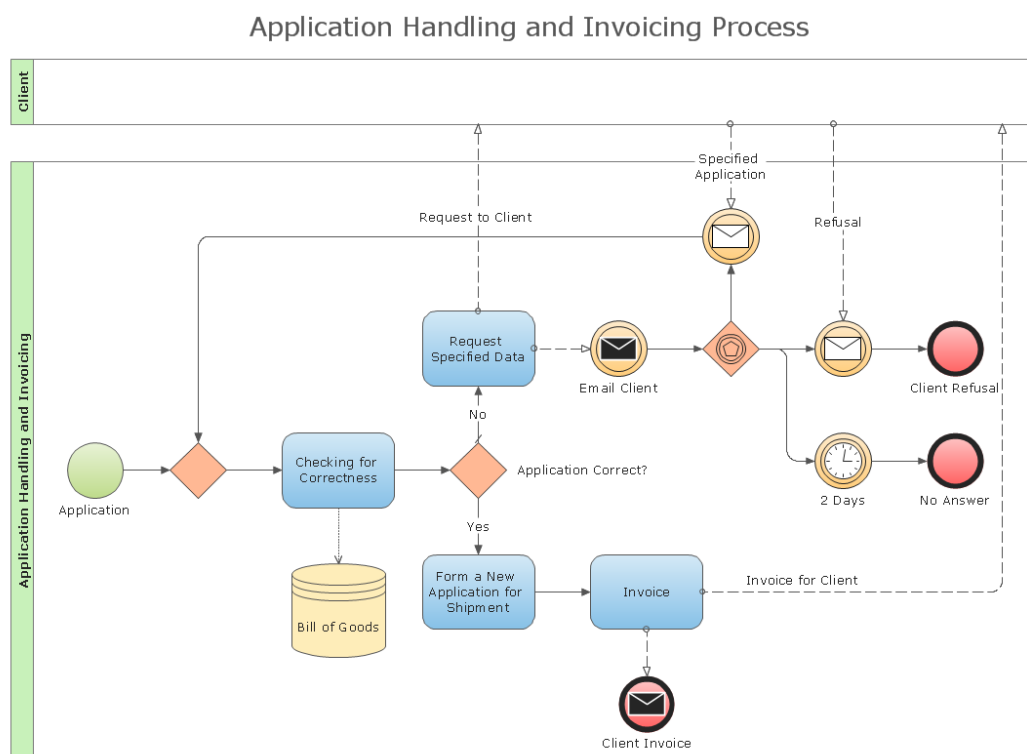 Application Handling and Invoicing Process
Client
Application Handling and Invoicing
Specified
Application
Request to Client
Refusal
Request
Specified Data
Email Client
Client Refusal
No
Checking for
Correctness
Application Correct?
Application
2 Days
No Answer
Yes
Form a New
Application for
Shipment
Invoice
Invoice for Client
Bill of Goods
Client Invoice